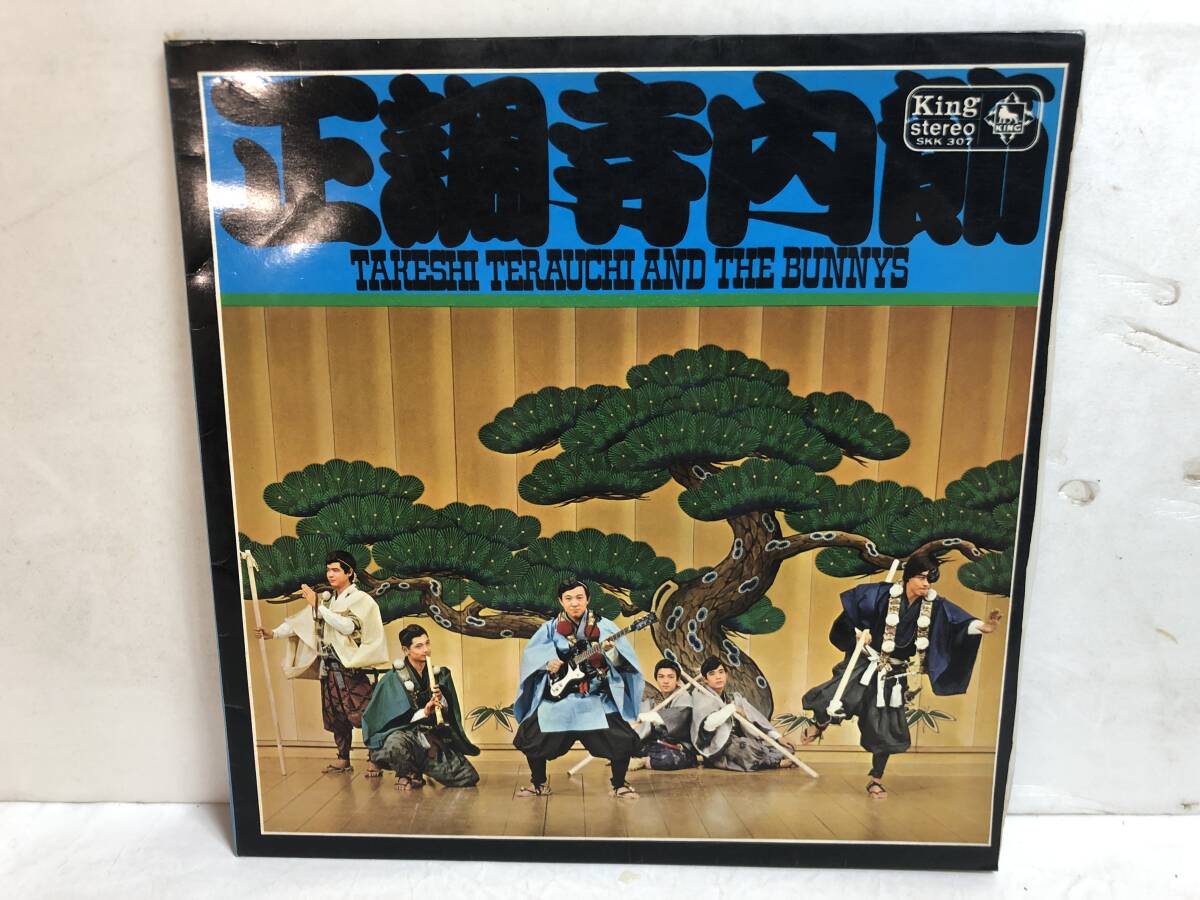 正調寺内節
King
stereo
SKK 307
KING
TAKESHI TERAUCHI AND THE BUNNYS